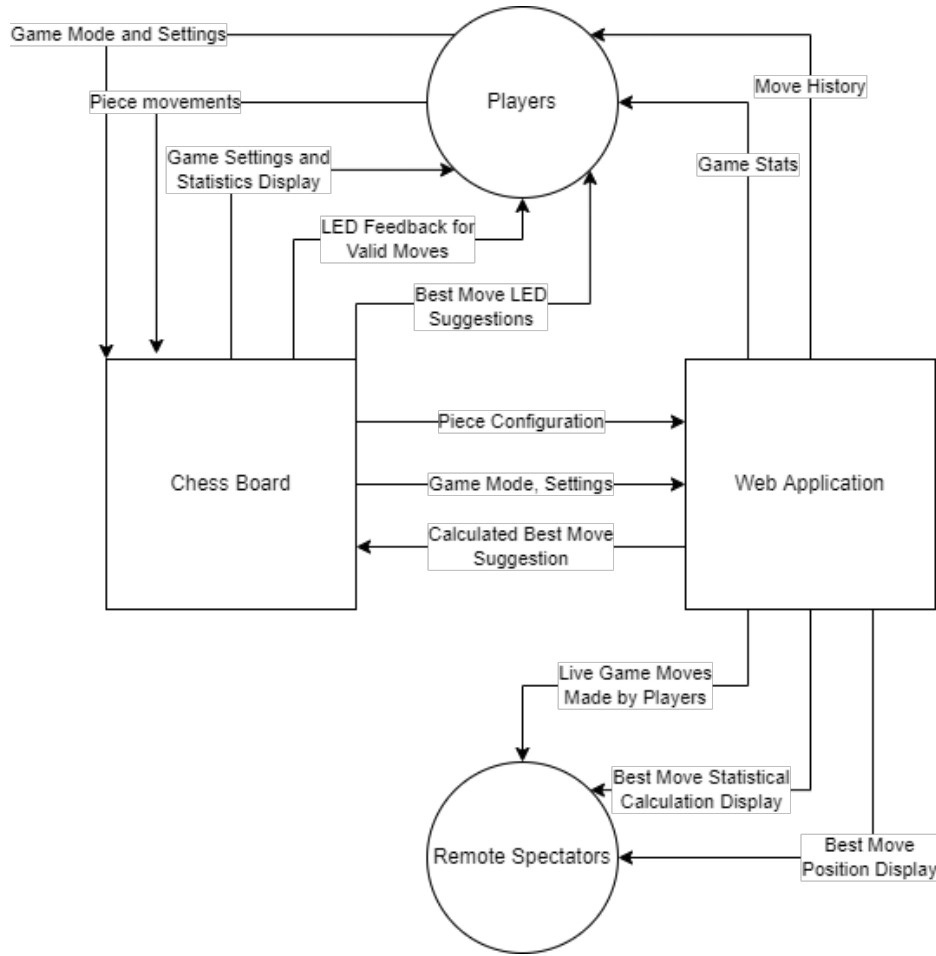 Game Mode and Settings
Players
Move History
Piece movements
Game Settings and
Statistics Display
Game Stats
LED Feedback for
Valid Moves
Best Move LED
Suggestions
Piece Configuration
Chess Board
Game Mode, Settings
Web Application
Calculated Best Move
Suggestion
Live Game Moves
Made by Players
Best Move Statistical
Calculation Display
Remote Spectators
Best Move
Position Display